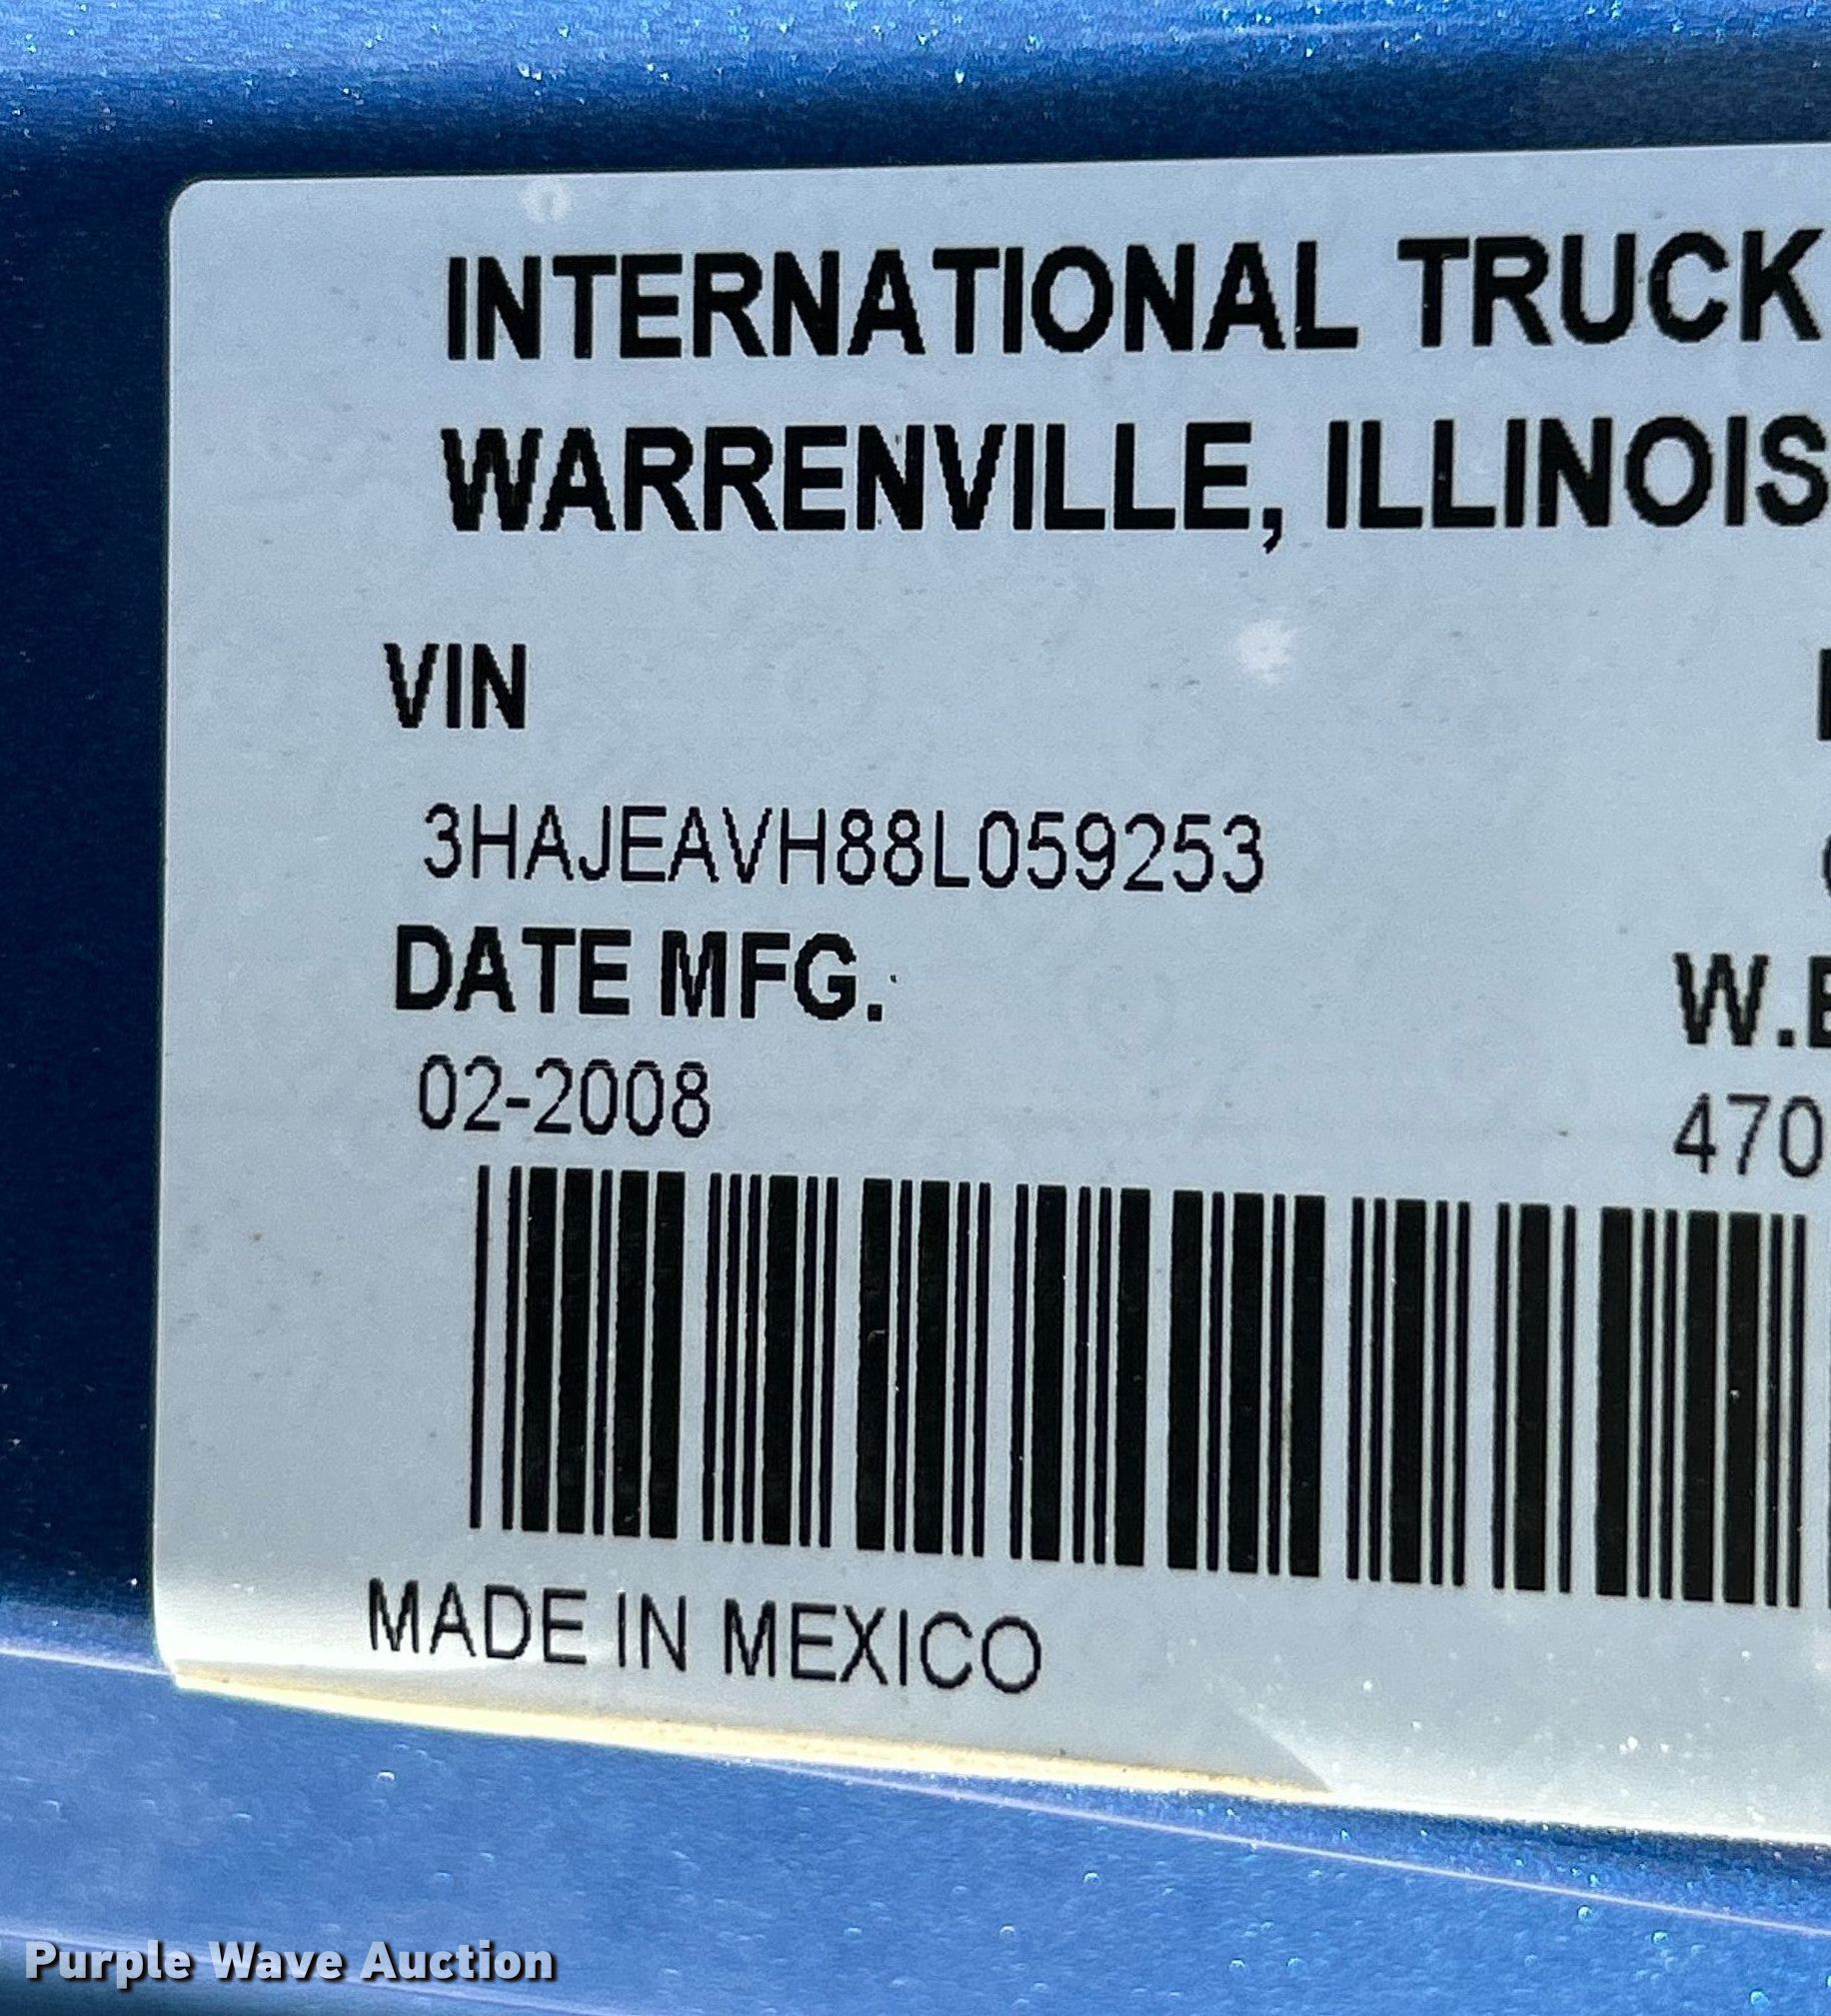 INTERNATIONAL TRUCK
WARRENVILLE, ILLINOIS
VIN
3HAJEAVH88L059253
DATE MFG.
W.B
02-2008
470
MADE IN MEXICO
Purple Wave Auction